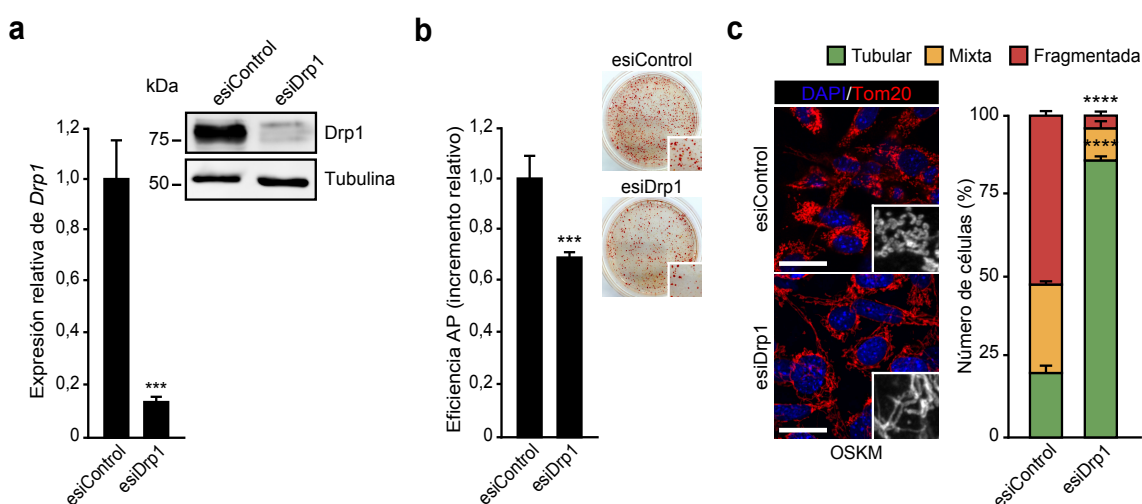 a
kDa
esiControl
esiDrp1
75
50
Drp1
Tubulina
Expresión relativa de Drp1
1,2
1,0
0,8
0,6
0,4
0,2
0
***
esiControl
esiDrp1
b
Eficiencia AP (incremento relativo)
1,2
1,0
0,8
0,6
0,4
0,2
0
***
esiControl
esiDrp1
esiControl
esiDrp1
c
Tubular
Mixta
Fragmentada
DAPI/Tom20
esiControl
esiDrp1
OSKM
Número de células (%)
100
75
50
25
0
****
****
esiControl
esiDrp1